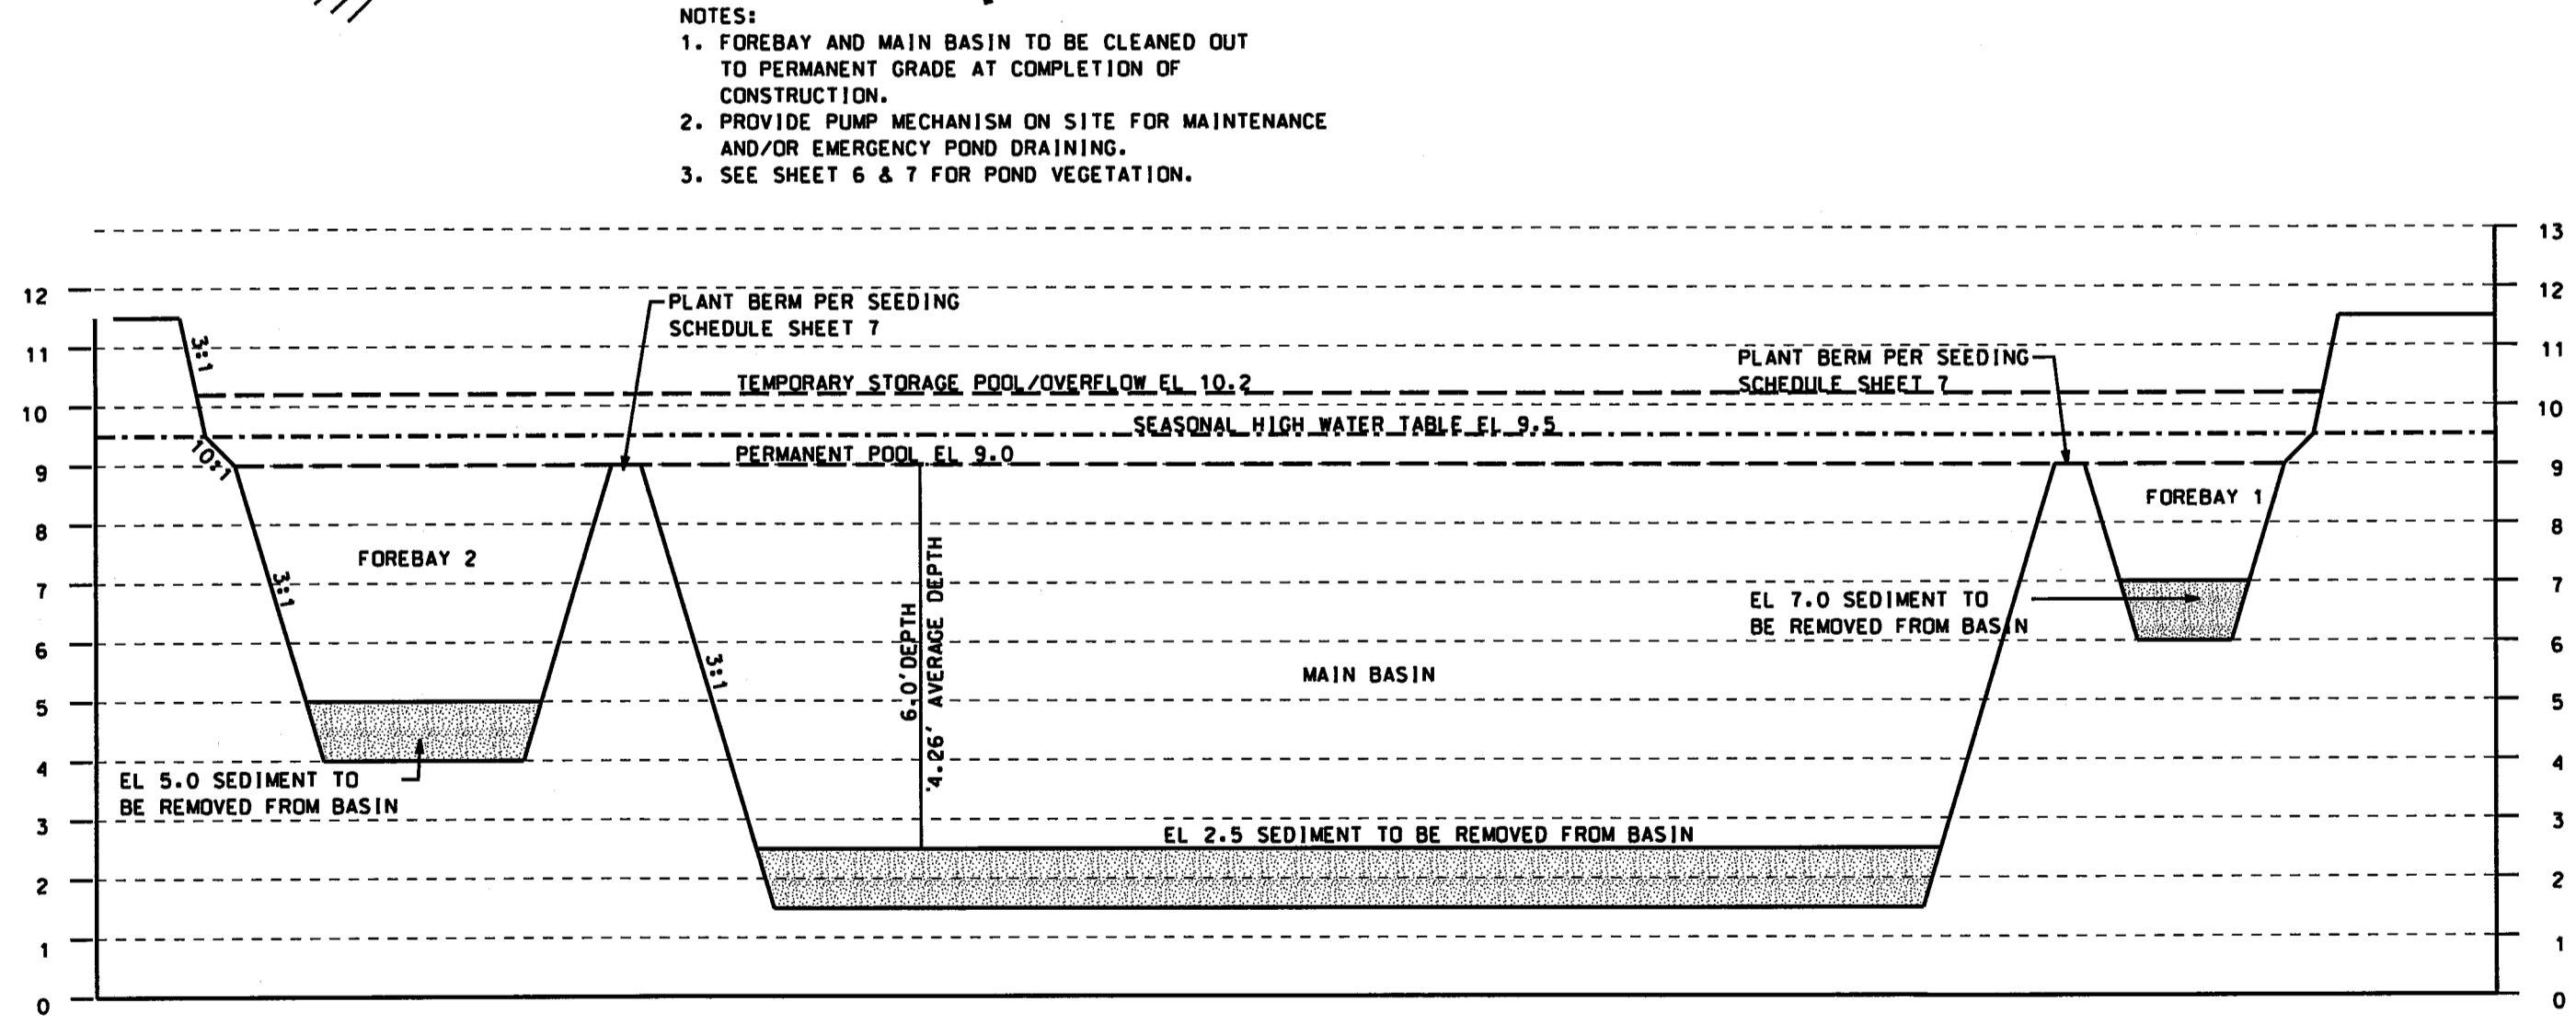 NOTES:
1. FOREBAY AND MAIN BASIN TO BE CLEANED OUT
TO PERMANENT GRADE AT COMPLETION OF
CONSTRUCTION.
2. PROVIDE PUMP MECHANISM ON SITE FOR MAINTENANCE
AND/OR EMERGENCY POND DRAINING.
3. SEE SHEET 6 & 7 FOR POND VEGETATION.
13
12
12
PLANT BERM PER SEEDING
SCHEDULE SHEET 7
3:1
11
11
PLANT BERM PER SEEDING
SCHEDULE SHEET 7
TEMPORARY STORAGE POOL/OVERFLOW EL 10.2
10
10
SEASONAL HIGH WATER TABLE EL 9.5
10:1
PERMANENT POOL EL 9.0
9
9
FOREBAY 1
8
8
FOREBAY 2
3:1
7
7
EL 7.0 SEDIMENT TO
BE REMOVED FROM BASIN
6.0'DEPTH
4.26' AVERAGE DEPTH
6
6
3:1
MAIN BASIN
5
5
4
4
EL 5.0 SEDIMENT TO
BE REMOVED FROM BASIN
3
3
EL 2.5 SEDIMENT TO BE REMOVED FROM BASIN
2
2
1
1
0
0